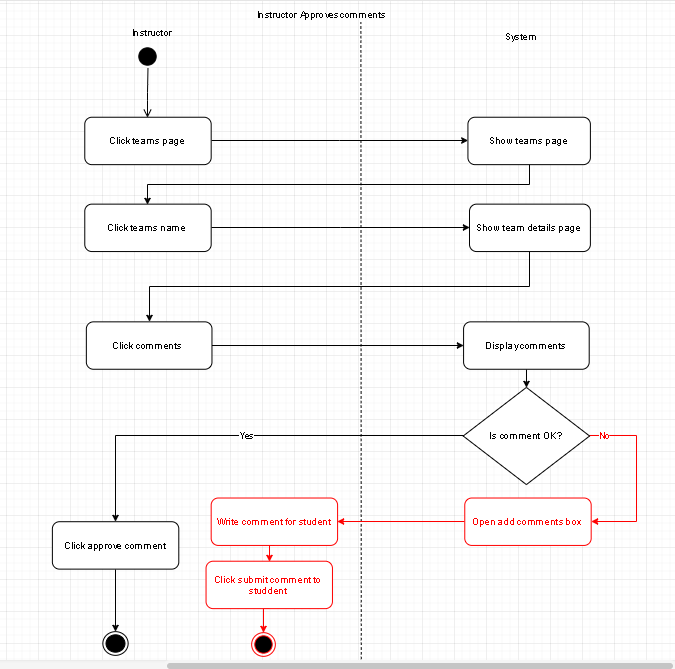 Instructor Approves comments
Instructor
System
Click teams page
Show teams page
Click teams name
Show team details page
Click comments
Display comments
Is comment OK?
Yes
No
Write comment for student
Open add comments box
Click approve comment
Click submit comment to
studdent